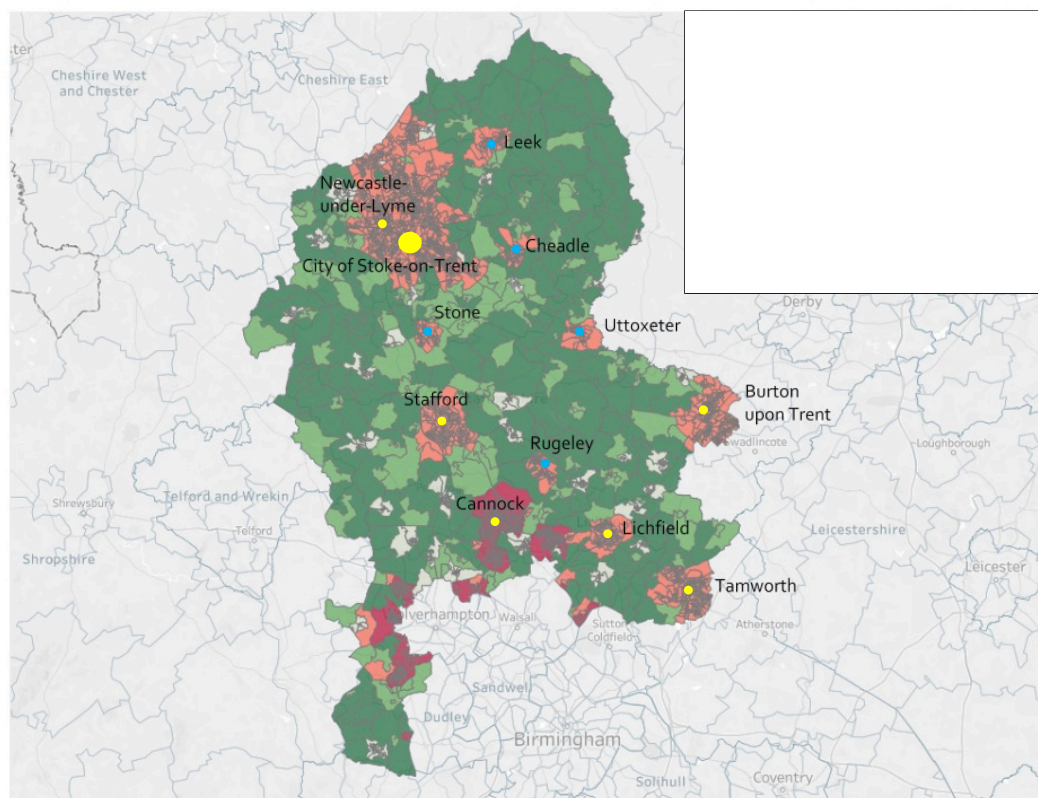 Cheshire West
and Chester
Cheshire East
Leek
Newcastle-
under-Lyme
Cheadle
City of Stoke-on-Trent
Derby
Stone
Uttoxeter
Stafford
Burton
upon Trent
Loughborough
Rugeley
Shrewsbury
Telford and Wrekin
Cannock
Telford
Lichfield
Leicestershire
Shropshire
Leicester
Tamworth
Walsall
Sutton
Coldfield
Atherstone
Sandwell
Dudley
Birmingham
Solihull
Coventry